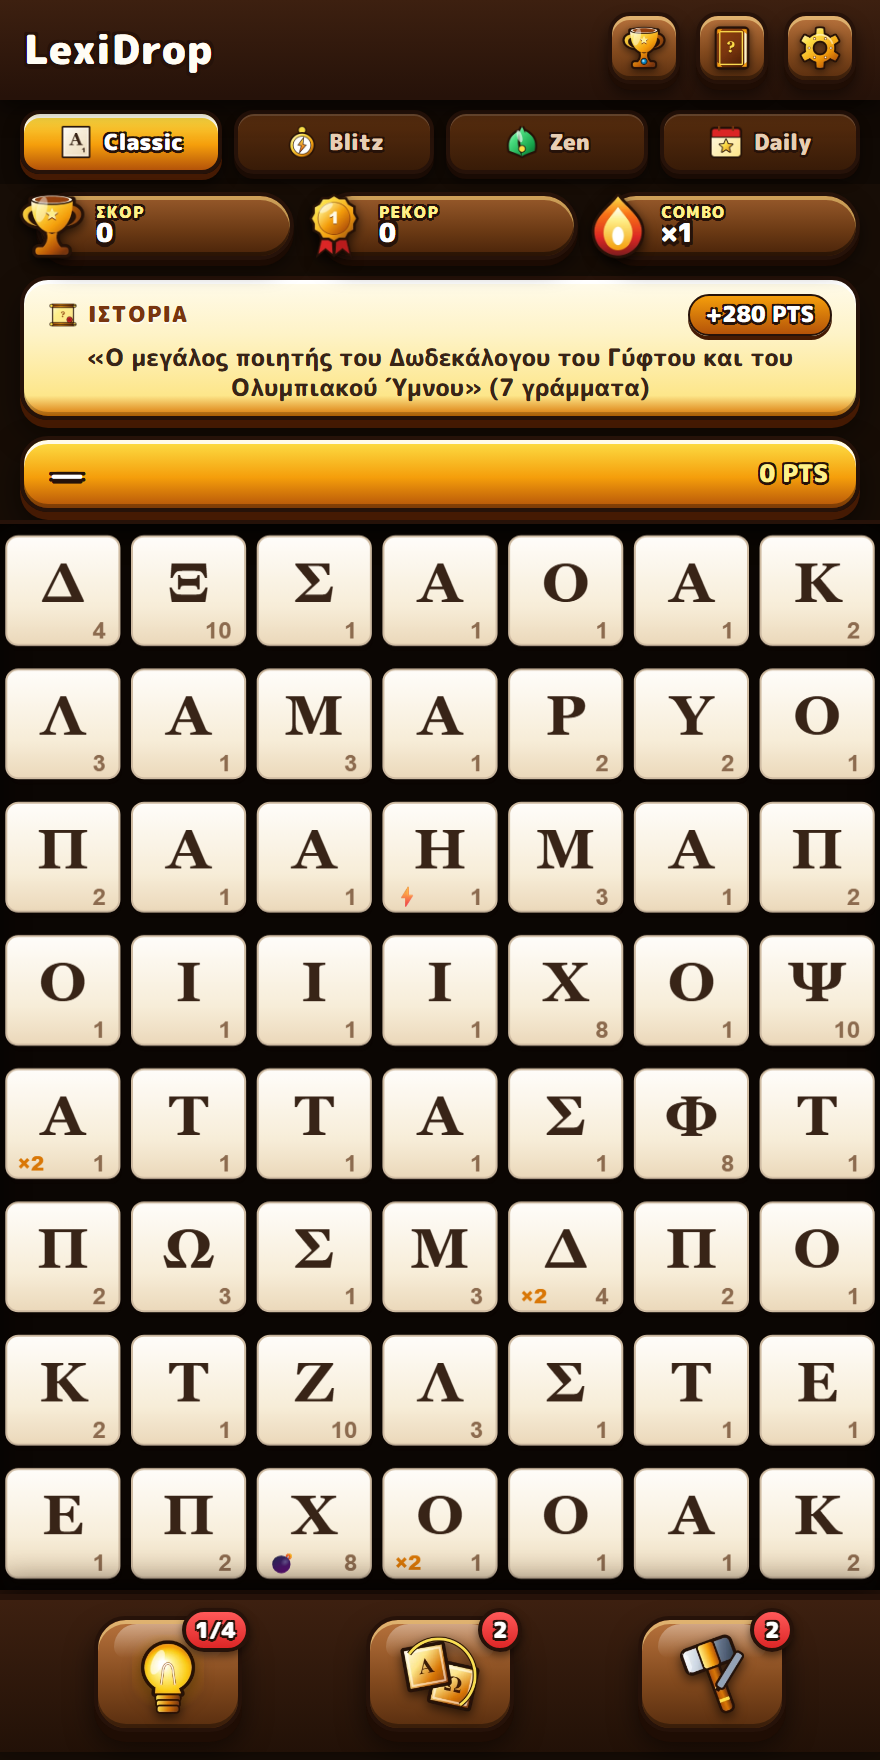 LexiDrop
Classic Blitz Zen Daily
ΣΚΟΡ 0
ΡΕΚΟΡ 0
COMBO ×1
ΙΣΤΟΡΙΑ +280 PTS
«Ο μεγάλος ποιητής του Δωδεκάλογου του Γύφτου και του
Ολυμπιακού Ύμνου» (7 γράμματα)
— 0 PTS
Δ 4 Ξ 10 Σ 1 Α 1 Ο 1 Α 1 Κ 2
Λ 3 Α 1 Μ 3 Α 1 Ρ 2 Υ 2 Ο 1
Π 2 Α 1 Α 1 Η 1 Μ 3 Α 1 Π 2
Ο 1 Ι 1 Ι 1 Ι 1 Χ 8 Ο 1 Ψ 10
Α ×2 1 Τ 1 Τ 1 Α 1 Σ 1 Φ 8 Τ 1
Π 2 Ω 3 Σ 1 Μ 3 Δ ×2 4 Π 2 Ο 1
Κ 2 Τ 1 Ζ 10 Λ 3 Σ 1 Τ 1 Ε 1
Ε 1 Π 2 Χ 8 Ο ×2 1 Ο 1 Α 1 Κ 2
1/4 2 2